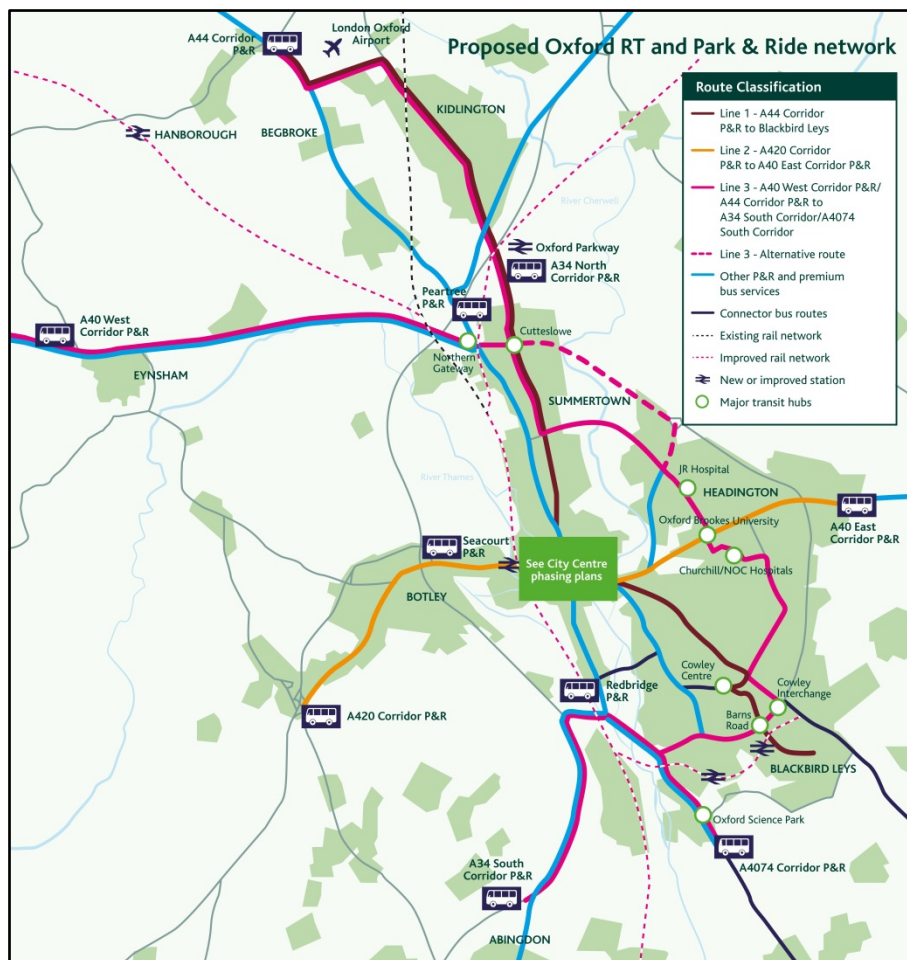 Proposed Oxford RT and Park & Ride network
Route Classification
Line 1 - A44 Corridor
P&R to Blackbird Leys
Line 2 - A420 Corridor
P&R to A40 East Corridor P&R
Line 3 - A40 West Corridor P&R/
A44 Corridor P&R to
A34 South Corridor/A4074
South Corridor
Line 3 - Alternative route
Other P&R and premium
bus services
Connector bus routes
Existing rail network
Improved rail network
New or improved station
Major transit hubs
A44 Corridor
P&R
London Oxford
Airport
KIDLINGTON
HANBOROUGH
BEGBROKE
River Cherwell
Oxford Parkway
A34 North
Corridor P&R
Peartree
P&R
A40 West
Corridor P&R
Cutteslowe
Northern
Gateway
EYNSHAM
SUMMERTOWN
River Thames
JR Hospital
HEADINGTON
Oxford Brookes University
A40 East
Corridor P&R
Seacourt
P&R
See City Centre
phasing plans
Churchill/NOC Hospitals
BOTLEY
Cowley
Centre
Cowley
Interchange
Redbridge
P&R
A420 Corridor P&R
Barns
Road
BLACKBIRD LEYS
Oxford Science Park
A34 South
Corridor P&R
A4074 Corridor P&R
ABINGDON